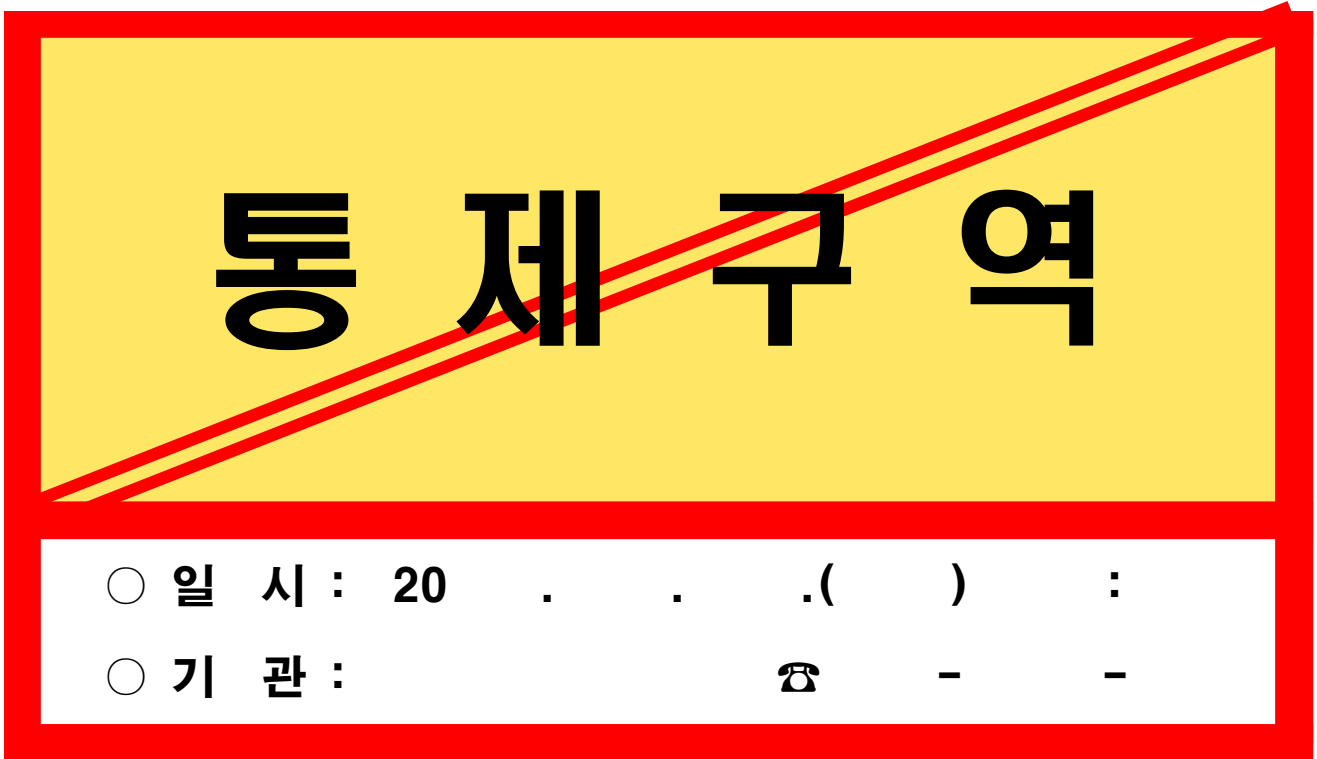 통 제 구 역
○ 일 시 : 20 . . .( ) :
○ 기 관 : ☎ - -